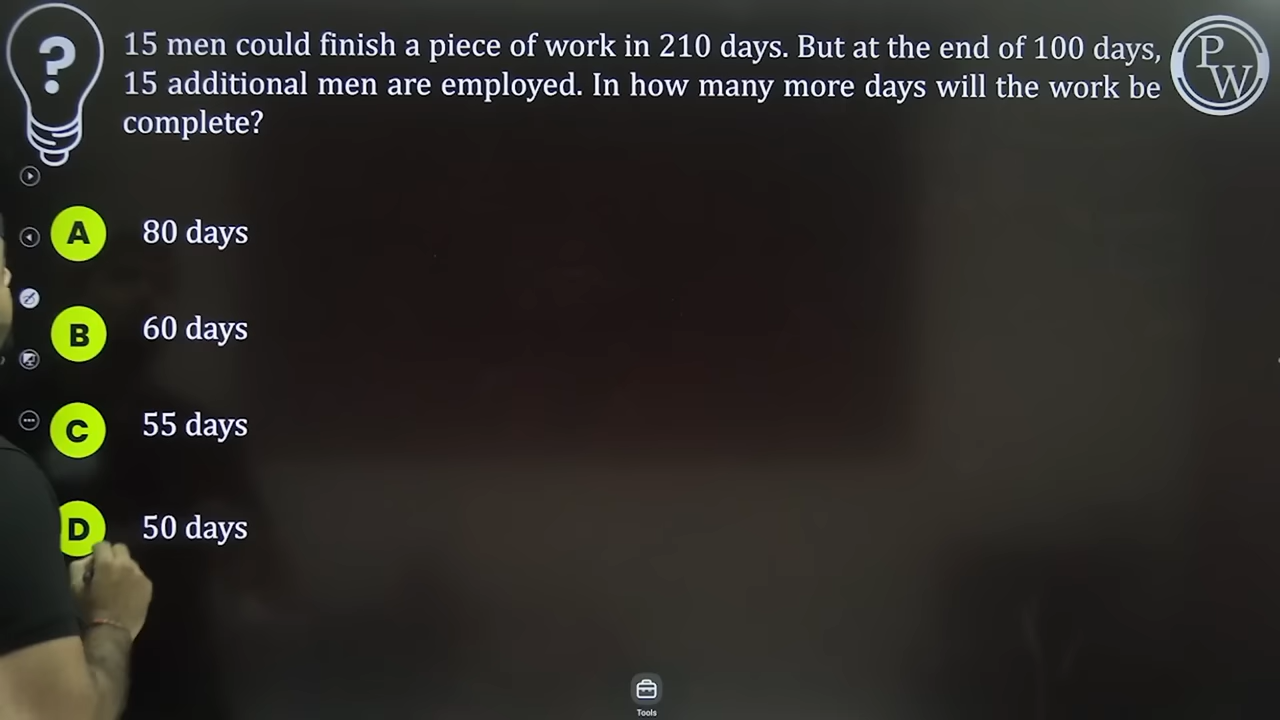 15 men could finish a piece of work in 210 days. But at the end of 100 days,
15 additional men are employed. In how many more days will the work be
complete?
?
PW
A 80 days
B 60 days
C 55 days
D 50 days
Tools